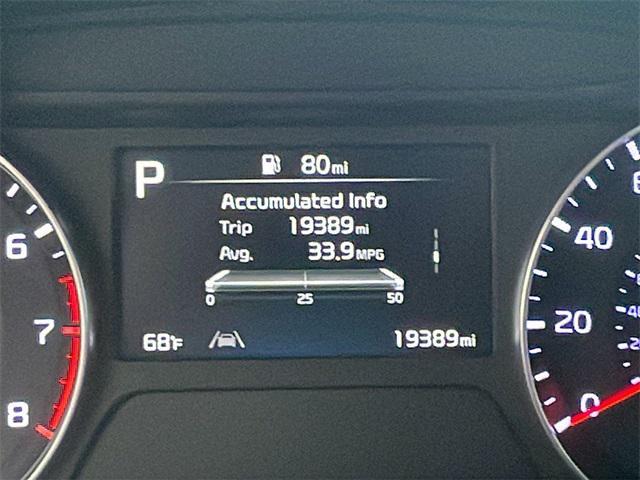 P
80mi
Accumulated Info
Trip 19389mi
Avg. 33.9MPG
0 25 50
68°F 19389mi
6
7
8
40
20
0